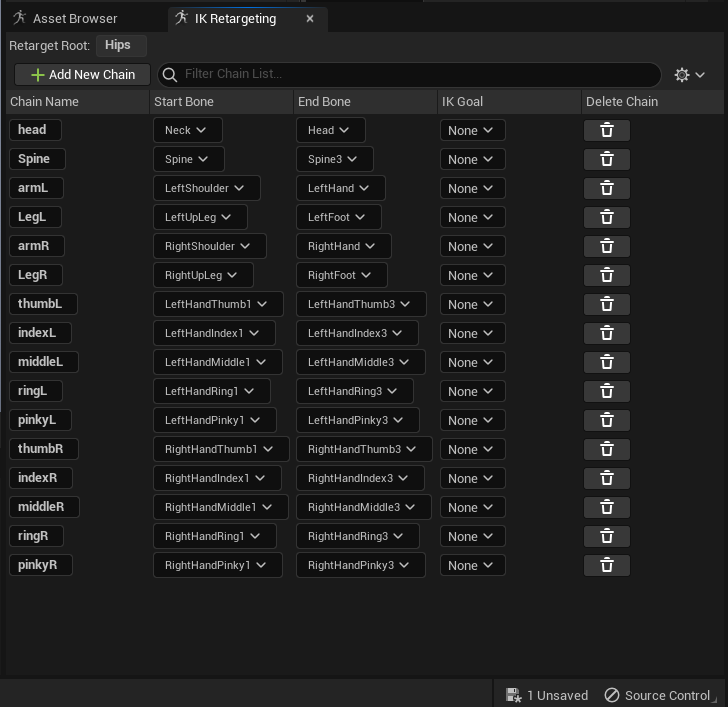 Asset Browser IK Retargeting
Retarget Root: Hips
Add New Chain Filter Chain List...
Chain Name Start Bone End Bone IK Goal Delete Chain
head Neck Head None
Spine Spine Spine3 None
armL LeftShoulder LeftHand None
LegL LeftUpLeg LeftFoot None
armR RightShoulder RightHand None
LegR RightUpLeg RightFoot None
thumbL LeftHandThumb1 LeftHandThumb3 None
indexL LeftHandIndex1 LeftHandIndex3 None
middleL LeftHandMiddle1 LeftHandMiddle3 None
ringL LeftHandRing1 LeftHandRing3 None
pinkyL LeftHandPinky1 LeftHandPinky3 None
thumbR RightHandThumb1 RightHandThumb3 None
indexR RightHandIndex1 RightHandIndex3 None
middleR RightHandMiddle1 RightHandMiddle3 None
ringR RightHandRing1 RightHandRing3 None
pinkyR RightHandPinky1 RightHandPinky3 None
1 Unsaved Source Control